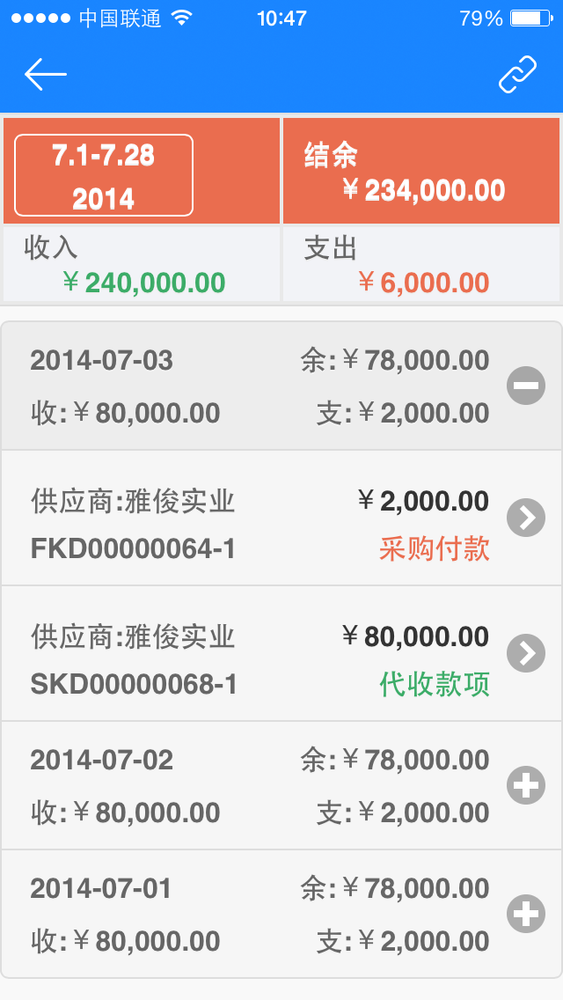 中国联通 10:47 79%
7.1-7.28
2014
结余
￥234,000.00
收入
￥240,000.00
支出
￥6,000.00
2014-07-03 余:￥78,000.00
收:￥80,000.00 支:￥2,000.00
供应商:雅俊实业 ￥2,000.00
FKD00000064-1 采购付款
供应商:雅俊实业 ￥80,000.00
SKD00000068-1 代收款项
2014-07-02 余:￥78,000.00
收:￥80,000.00 支:￥2,000.00
2014-07-01 余:￥78,000.00
收:￥80,000.00 支:￥2,000.00